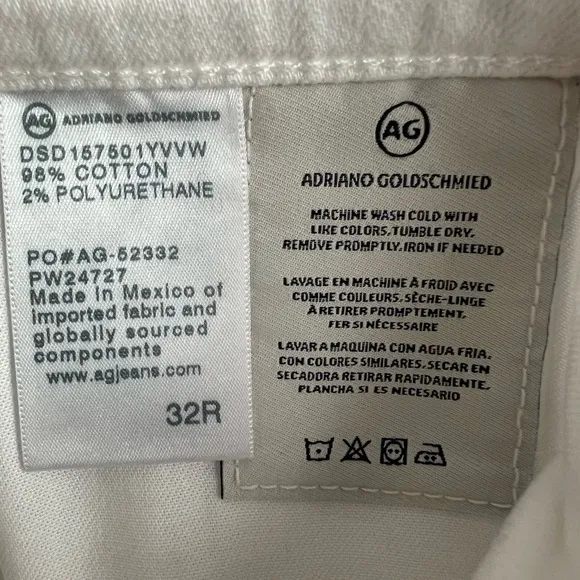 AG ADRIANO GOLDSCHMIED
DSD157501YVVW
98% COTTON
2% POLYURETHANE
PO#AG-52332
PW24727
Made in Mexico of
imported fabric and
globally sourced
components
www.agjeans.com
32R
AG
ADRIANO GOLDSCHMIED
MACHINE WASH COLD WITH
LIKE COLORS. TUMBLE DRY.
REMOVE PROMPTLY. IRON IF NEEDED
LAVAGE EN MACHINE À FROID AVEC
COMME COULEURS. SÈCHE-LINGE
À RETIRER PROMPTEMENT.
FER SI NÉCESSAIRE
LAVAR A MAQUINA CON AGUA FRIA.
CON COLORES SIMILARES. SECAR EN
SECADORA RETIRAR RAPIDAMENTE.
PLANCHA SI ES NECESARIO